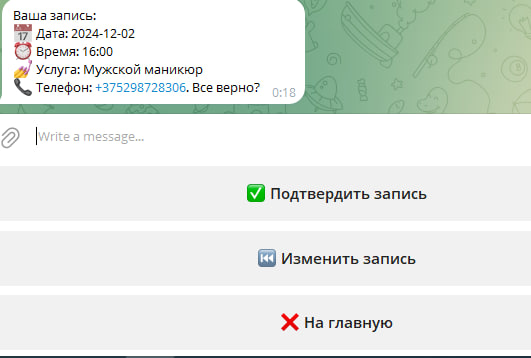 Ваша запись:
📅 Дата: 2024-12-02
⏰ Время: 16:00
💅 Услуга: Мужской маникюр
📞 Телефон: +375298728306. Все верно?
0:18
Write a message...
✅ Подтвердить запись
⏮ Изменить запись
❌ На главную